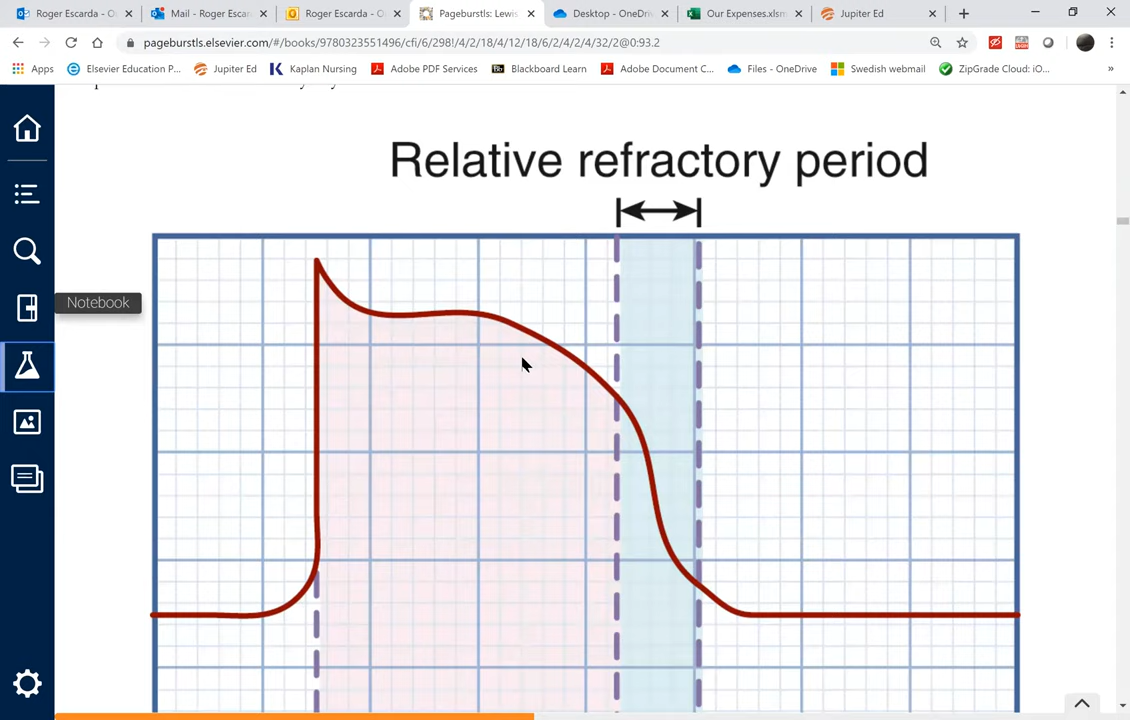 Roger Escarda - O
Mail - Roger Escar
Roger Escarda - O
Pageburstls: Lewis
Desktop - OneDri
Our Expenses.xlsm
Jupiter Ed
pageburstls.elsevier.com/#/books/9780323551496/cfi/6/298!/4/2/18/4/12/18/6/2/4/2/4/32/2@0:93.2
Apps
Elsevier Education P...
Jupiter Ed
Kaplan Nursing
Adobe PDF Services
Blackboard Learn
Adobe Document C...
Files - OneDrive
Swedish webmail
ZipGrade Cloud: iO...
»
Relative refractory period
Notebook